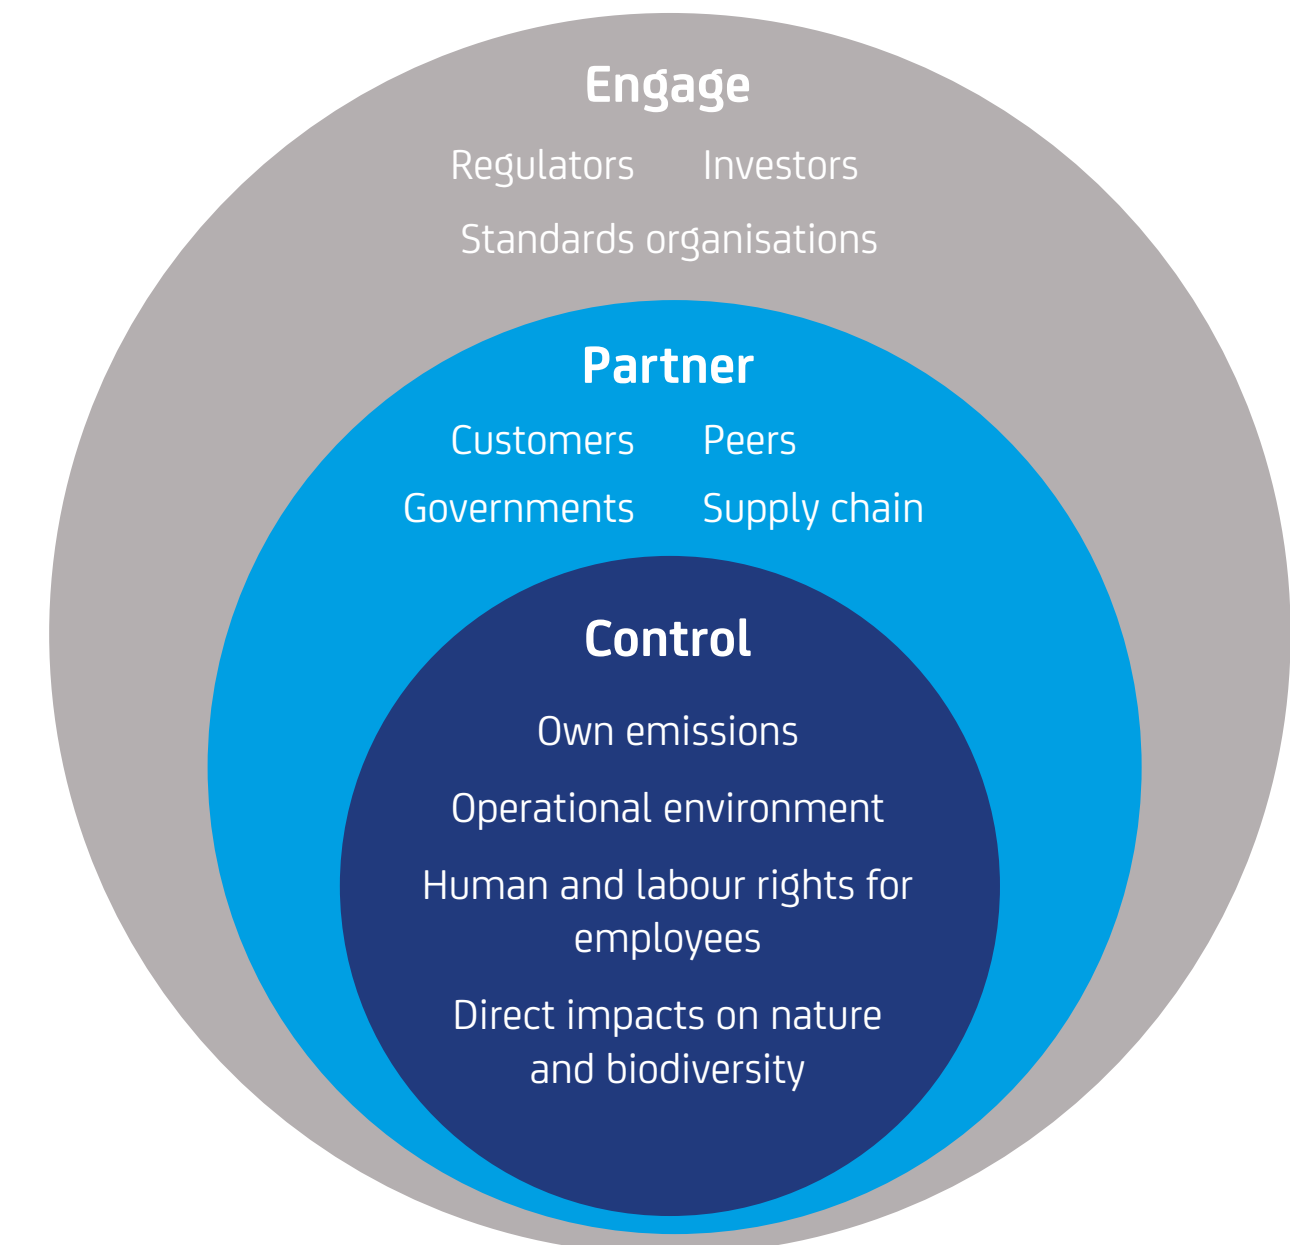 Engage
Regulators Investors
Standards organisations
Partner
Customers Peers
Governments Supply chain
Control
Own emissions
Operational environment
Human and labour rights for
employees
Direct impacts on nature
and biodiversity